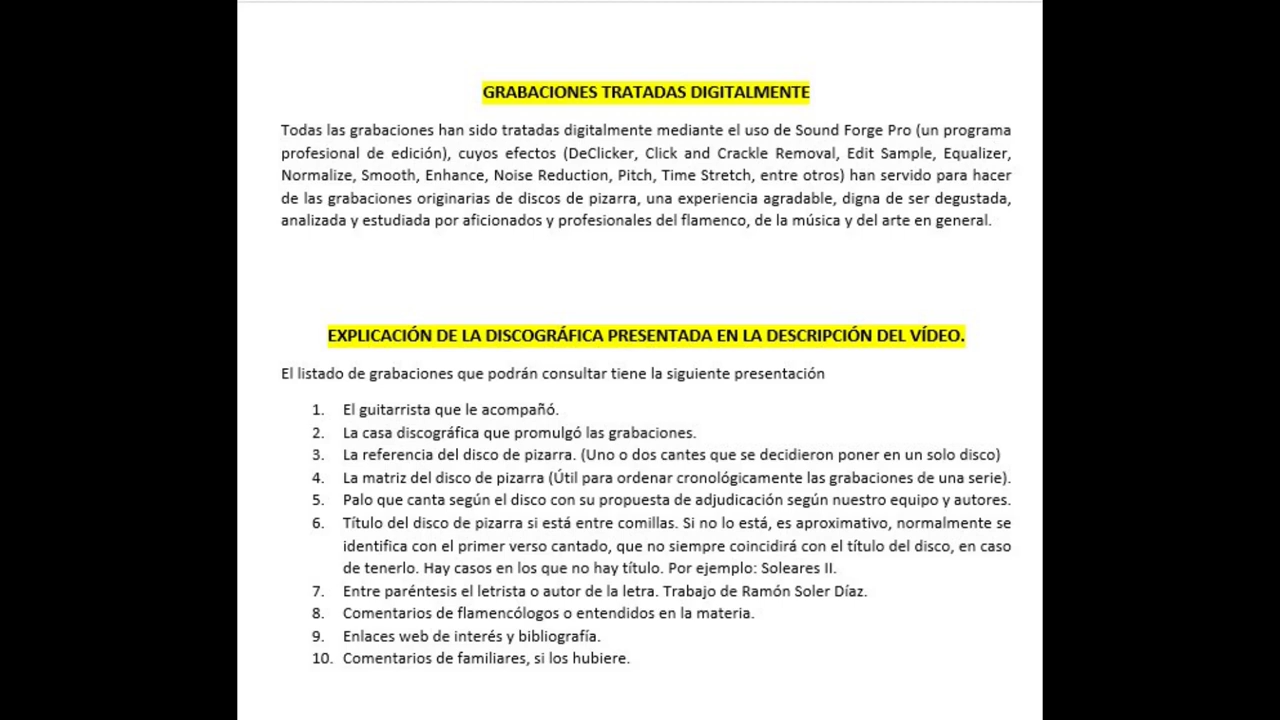 GRABACIONES TRATADAS DIGITALMENTE
Todas las grabaciones han sido tratadas digitalmente mediante el uso de Sound Forge Pro (un programa
profesional de edición), cuyos efectos (DeClicker, Click and Crackle Removal, Edit Sample, Equalizer,
Normalize, Smooth, Enhance, Noise Reduction, Pitch, Time Stretch, entre otros) han servido para hacer
de las grabaciones originarias de discos de pizarra, una experiencia agradable, digna de ser degustada,
analizada y estudiada por aficionados y profesionales del flamenco, de la música y del arte en general.
EXPLICACIÓN DE LA DISCOGRÁFICA PRESENTADA EN LA DESCRIPCIÓN DEL VÍDEO.
El listado de grabaciones que podrán consultar tiene la siguiente presentación
1. El guitarrista que le acompañó.
2. La casa discográfica que promulgó las grabaciones.
3. La referencia del disco de pizarra. (Uno o dos cantes que se decidieron poner en un solo disco)
4. La matriz del disco de pizarra (Útil para ordenar cronológicamente las grabaciones de una serie).
5. Palo que canta según el disco con su propuesta de adjudicación según nuestro equipo y autores.
6. Título del disco de pizarra si está entre comillas. Si no lo está, es aproximativo, normalmente se
identifica con el primer verso cantado, que no siempre coincidirá con el título del disco, en caso
de tenerlo. Hay casos en los que no hay título. Por ejemplo: Soleares II.
7. Entre paréntesis el letrista o autor de la letra. Trabajo de Ramón Soler Díaz.
8. Comentarios de flamencólogos o entendidos en la materia.
9. Enlaces web de interés y bibliografía.
10. Comentarios de familiares, si los hubiere.